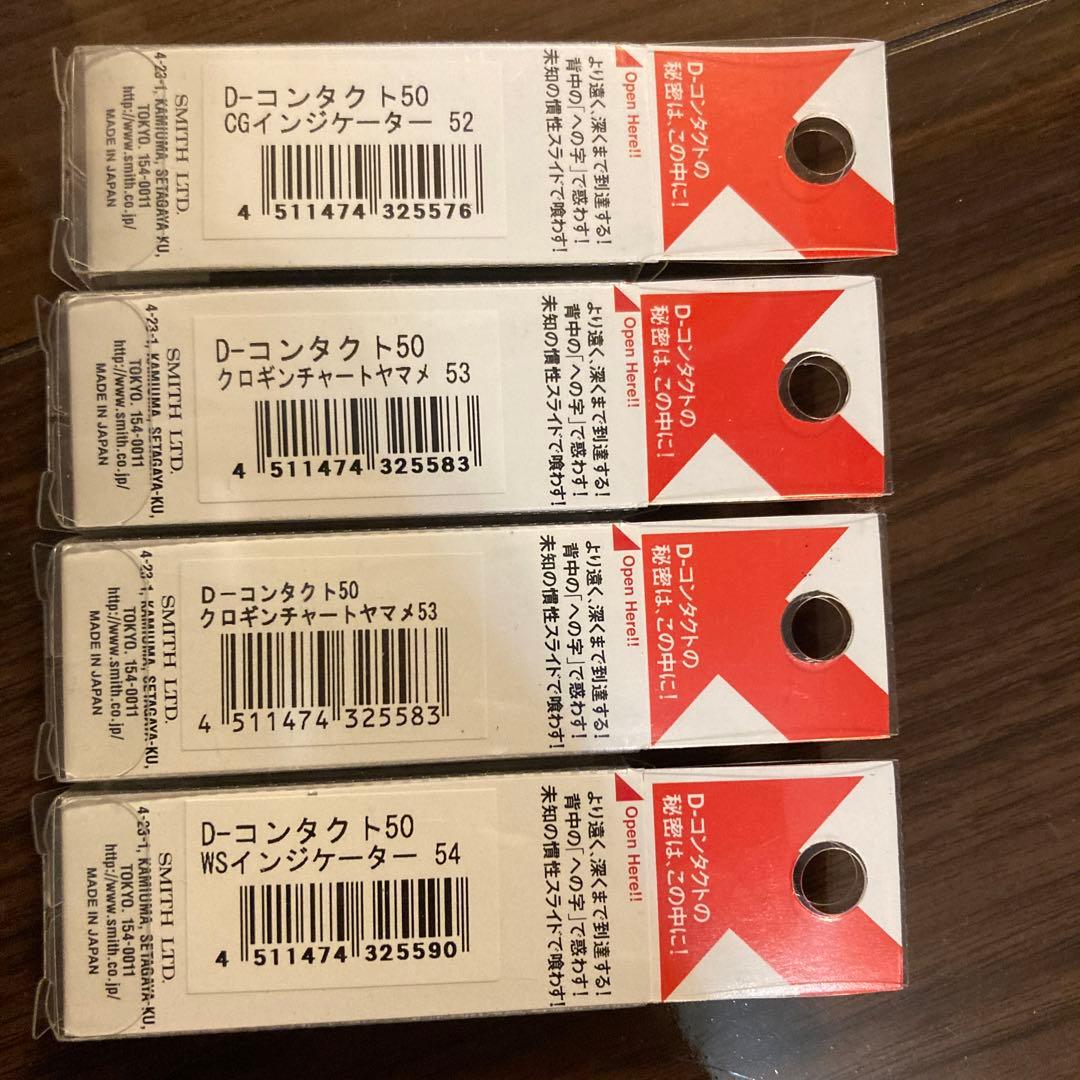 SMITH LTD.
4-23-1, KAMIUMA, SETAGAYA-KU,
TOKYO. 154-0011
http://www.smith.co.jp/
MADE IN JAPAN
D-コンタクト50
CGインジケーター 52
4 511474 325576
より遠く、深くまで到達する!
背中の「への字」で惑わす!
未知の慣性スライドで喰わす!
Open Here!!
D-コンタクトの
秘密は、この中に!
SMITH LTD.
4-23-1, KAMIUMA, SETAGAYA-KU,
TOKYO. 154-0011
http://www.smith.co.jp/
MADE IN JAPAN
D-コンタクト50
クロギンチャートヤマメ 53
4 511474 325583
より遠く、深くまで到達する!
背中の「への字」で惑わす!
未知の慣性スライドで喰わす!
Open Here!!
D-コンタクトの
秘密は、この中に!
SMITH LTD.
4-23-1, KAMIUMA, SETAGAYA-KU,
TOKYO. 154-0011
http://www.smith.co.jp/
MADE IN JAPAN
D-コンタクト50
クロギンチャートヤマメ53
4 511474 325583
より遠く、深くまで到達する!
背中の「への字」で惑わす!
未知の慣性スライドで喰わす!
Open Here!!
D-コンタクトの
秘密は、この中に!
SMITH LTD.
4-23-1, KAMIUMA, SETAGAYA-KU,
TOKYO. 154-0011
http://www.smith.co.jp/
MADE IN JAPAN
D-コンタクト50
WSインジケーター 54
4 511474 325590
より遠く、深くまで到達する!
背中の「への字」で惑わす!
未知の慣性スライドで喰わす!
Open Here!!
D-コンタクトの
秘密は、この中に!